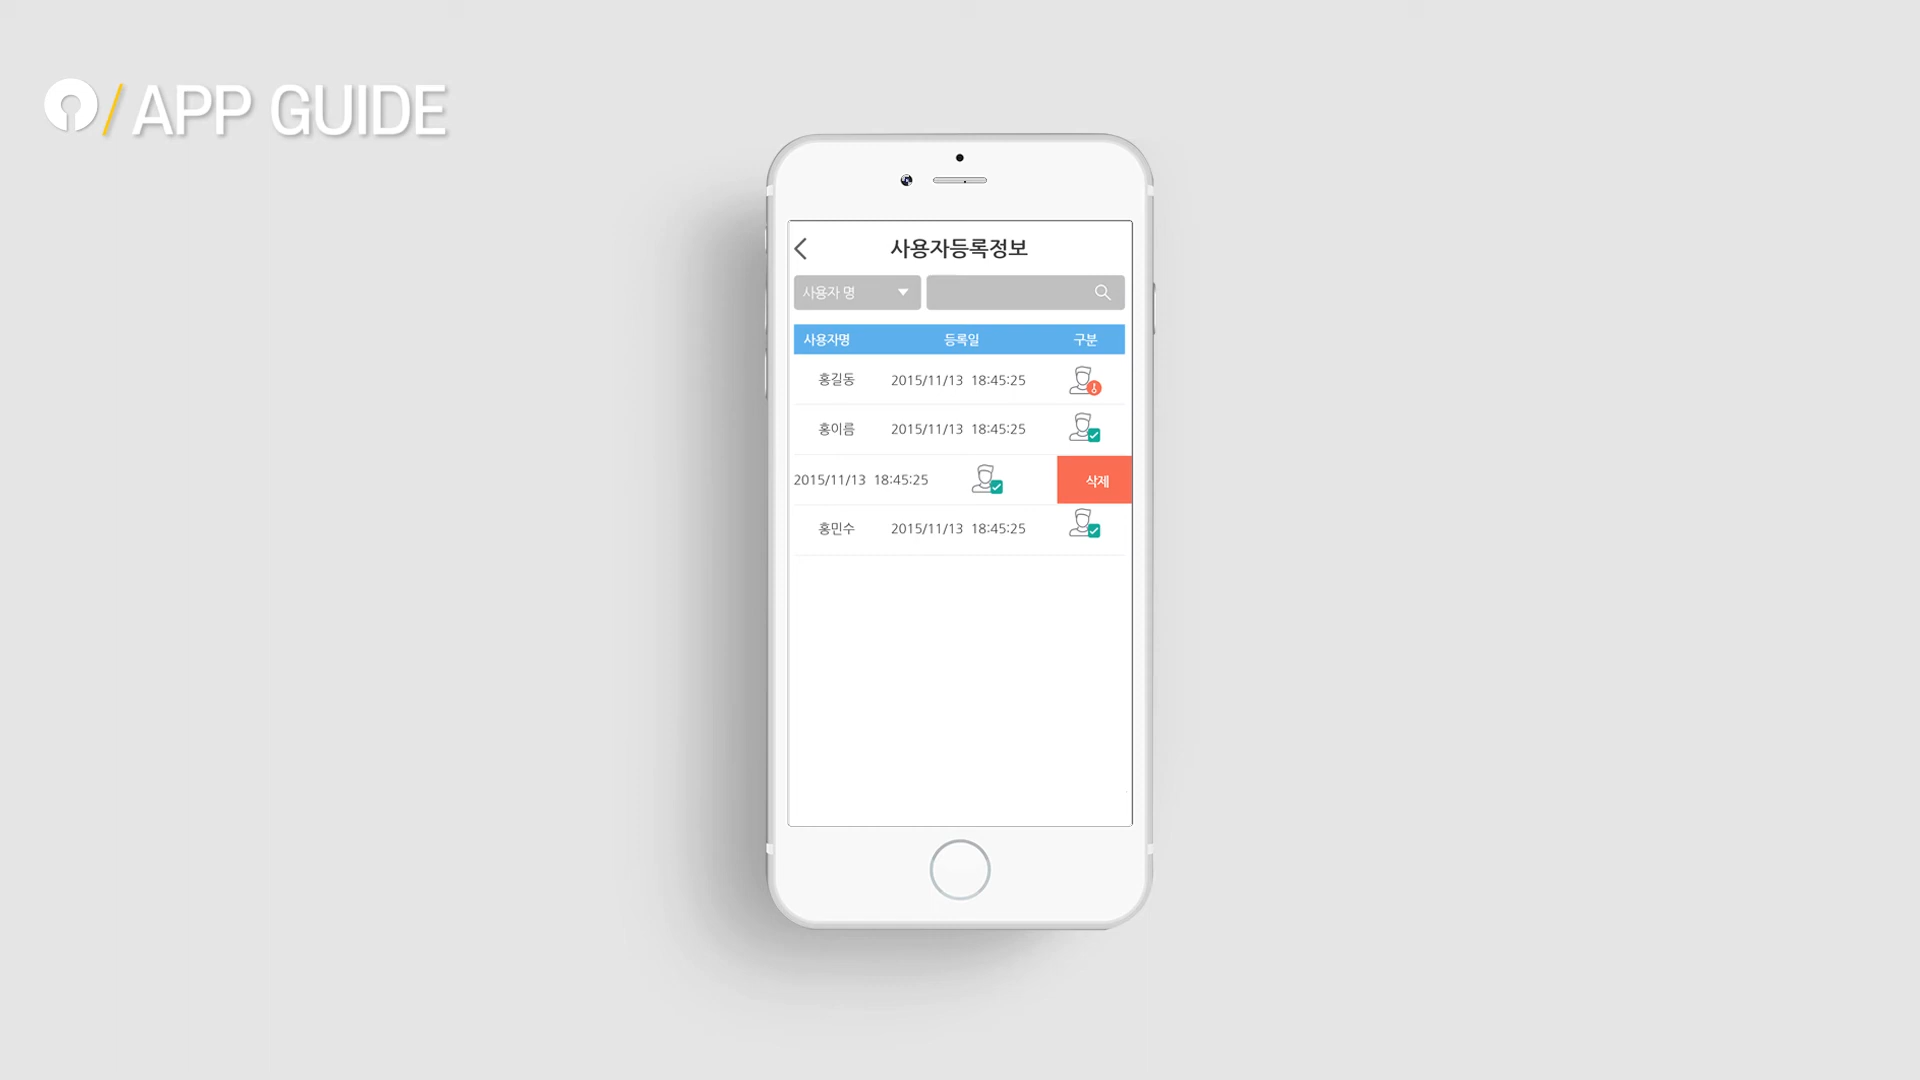 APP GUIDE
사용자등록정보
사용자 명
사용자명 등록일 구분
홍길동 2015/11/13 18:45:25
홍이름 2015/11/13 18:45:25
2015/11/13 18:45:25 삭제
홍민수 2015/11/13 18:45:25